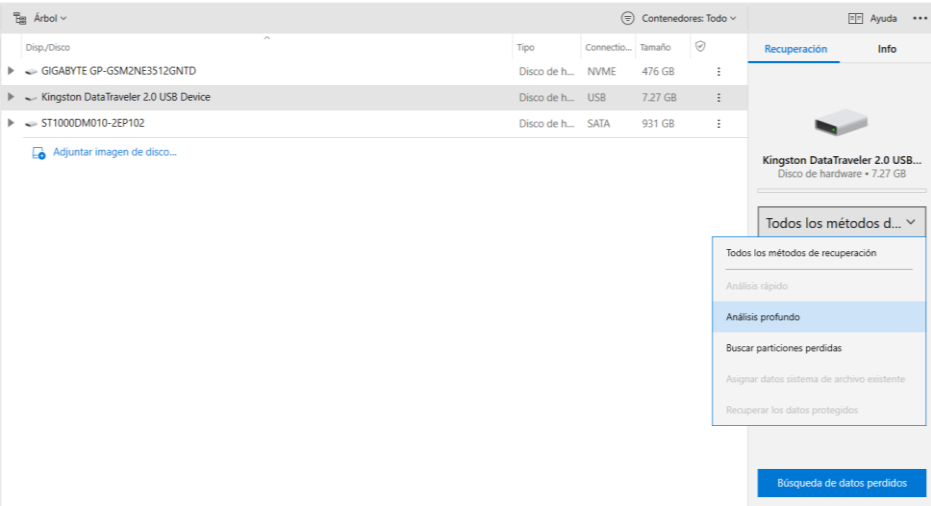 Árbol
Contenedores: Todo
Ayuda
Disp./Disco
Tipo
Connectio...
Tamaño
Recuperación
Info
GIGABYTE GP-GSM2NE3512GNTD
Disco de h...
NVME
476 GB
Kingston DataTraveler 2.0 USB Device
Disco de h...
USB
7.27 GB
ST1000DM010-2EP102
Disco de h...
SATA
931 GB
Adjuntar imagen de disco...
Kingston DataTraveler 2.0 USB...
Disco de hardware • 7.27 GB
Todos los métodos d...
Todos los métodos de recuperación
Análisis rápido
Análisis profundo
Buscar particiones perdidas
Asignar datos sistema de archivo existente
Recuperar los datos protegidos
Búsqueda de datos perdidos